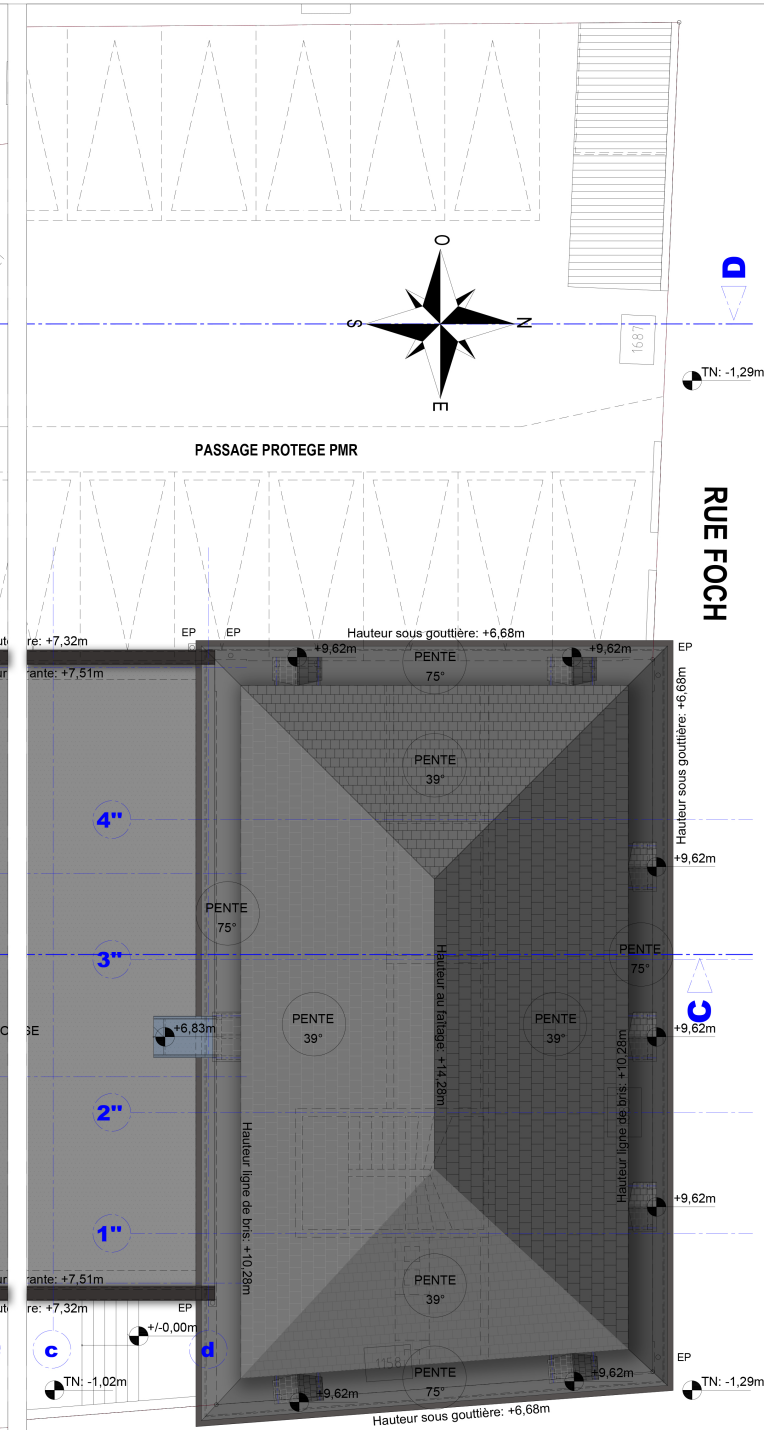 O
S
N
E
D
1687
TN: -1,29m
PASSAGE PROTEGE PMR
RUE FOCH
EP
EP
Hauteur sous gouttière: +6,68m
EP
re: +7,32m
rante: +7,51m
+9,62m
+9,62m
PENTE
75°
Hauteur sous gouttière: +6,68m
PENTE
39°
4"
+9,62m
PENTE
75°
Hauteur au faîtage: +14,28m
PENTE
75°
3"
C
PENTE
39°
PENTE
39°
+6,83m
+9,62m
SE
Hauteur ligne de bris: +10,28m
2"
Hauteur ligne de bris: +10,28m
+9,62m
1"
rante: +7,51m
PENTE
39°
re: +7,32m
EP
+/-0,00m
c
d
EP
TN: -1,02m
PENTE
75°
+9,62m
+9,62m
TN: -1,29m
Hauteur sous gouttière: +6,68m